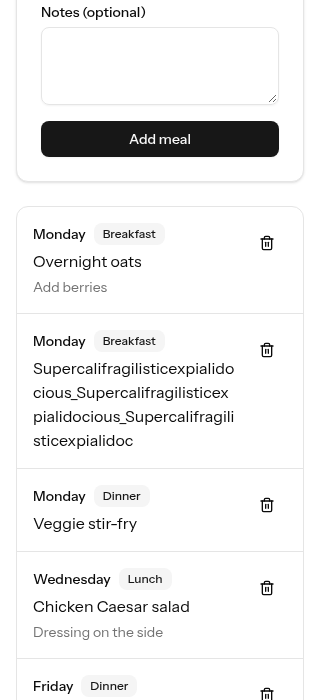 Notes (optional)
Add meal
Monday Breakfast
Overnight oats
Add berries
Monday Breakfast
Supercalifragilisticexpialido
cious_Supercalifragilisticex
pialidocious_Supercalifragili
sticexpialidoc
Monday Dinner
Veggie stir-fry
Wednesday Lunch
Chicken Caesar salad
Dressing on the side
Friday Dinner